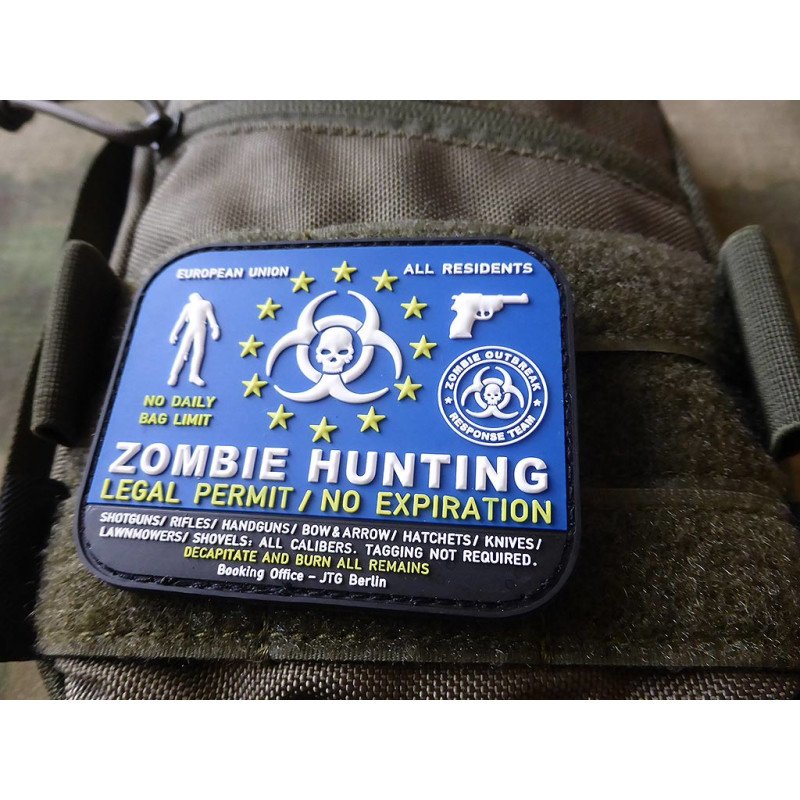 EUROPEAN UNION
ALL RESIDENTS
NO DAILY
BAG LIMIT
ZOMBIE OUTBREAK
RESPONSE TEAM
ZOMBIE HUNTING
LEGAL PERMIT / NO EXPIRATION
SHOTGUNS/ RIFLES/ HANDGUNS/ BOW & ARROW/ HATCHETS/ KNIVES/
LAWNMOWERS/ SHOVELS: ALL CALIBERS. TAGGING NOT REQUIRED.
DECAPITATE AND BURN ALL REMAINS
Booking Office – JTG Berlin